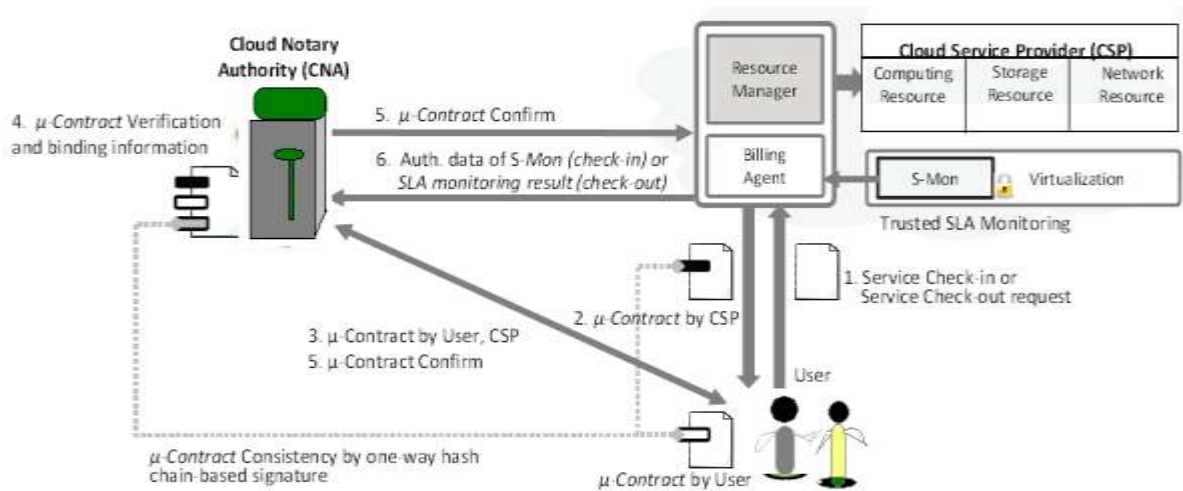 Cloud Notary
Authority (CNA)
Resource
Manager
Cloud Service Provider (CSP)
Computing
Resource
Storage
Resource
Network
Resource
4. μ-Contract Verification
and binding information
5. μ-Contract Confirm
6. Auth. data of S-Mon (check-in) or
SLA monitoring result (check-out)
Billing
Agent
S-Mon
Virtualization
Trusted SLA Monitoring
1. Service Check-in or
Service Check-out request
2. μ-Contract by CSP
3. μ-Contract by User, CSP
5. μ-Contract Confirm
User
μ-Contract Consistency by one-way hash
chain-based signature
μ-Contract by User